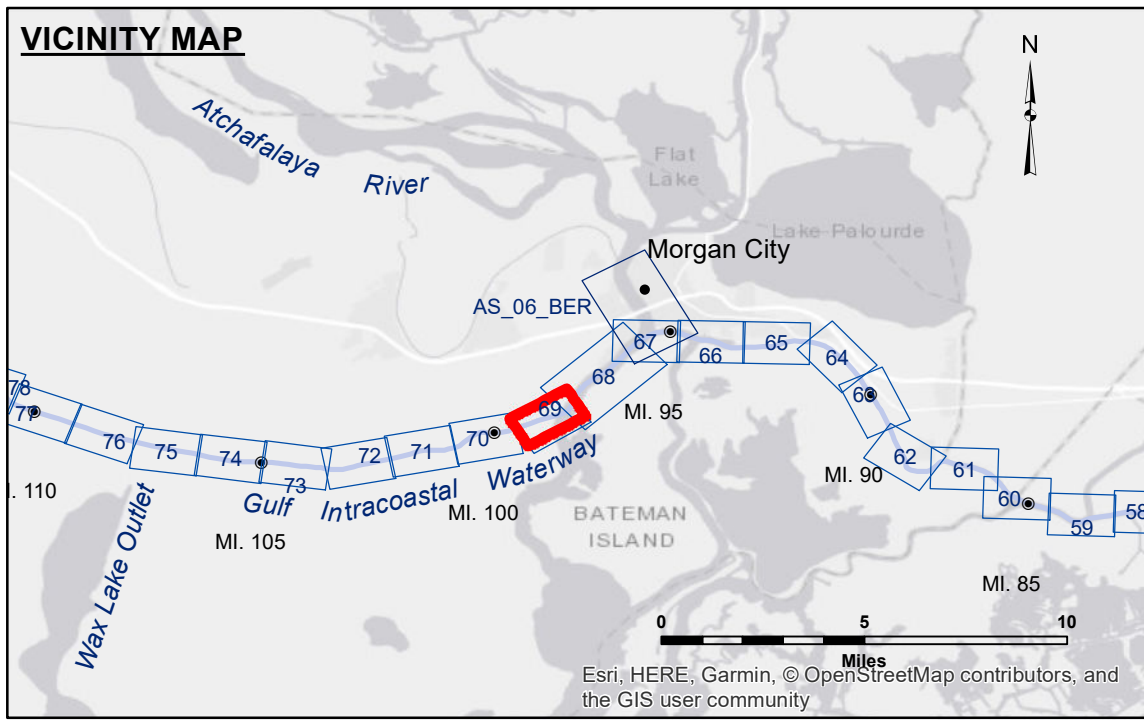 VICINITY MAP
N
Atchafalaya
River
Flat
Lake
Lake Palourde
Morgan City
AS_06_BER
67
66
65
64
63
62
61
60
59
58
68
69
70
71
72
73
74
75
76
77
78
MI. 95
MI. 90
MI. 85
MI. 100
MI. 105
MI. 110
Gulf Intracoastal Waterway
Wax Lake Outlet
BATEMAN
ISLAND
0 5 10
Miles
Esri, HERE, Garmin, © OpenStreetMap contributors, and
the GIS user community